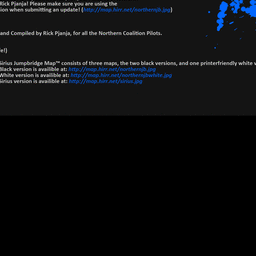 Rick Pjanja! Please make sure you are using the
ion when submitting an update! (http://map.hirr.net/northernjb.jpg)
and Compiled by Rick Pjanja, for all the Northern Coalition Pilots.
le!)
Sirius Jumpbridge Map™ consists of three maps, the two black versions, and one printerfriendly white v
Black version is availible at: http://map.hirr.net/northernjb.jpg
White version is availible at: http://map.hirr.net/northernjbwhite.jpg
Sirius version is availible at: http://map.hirr.net/sirius.jpg